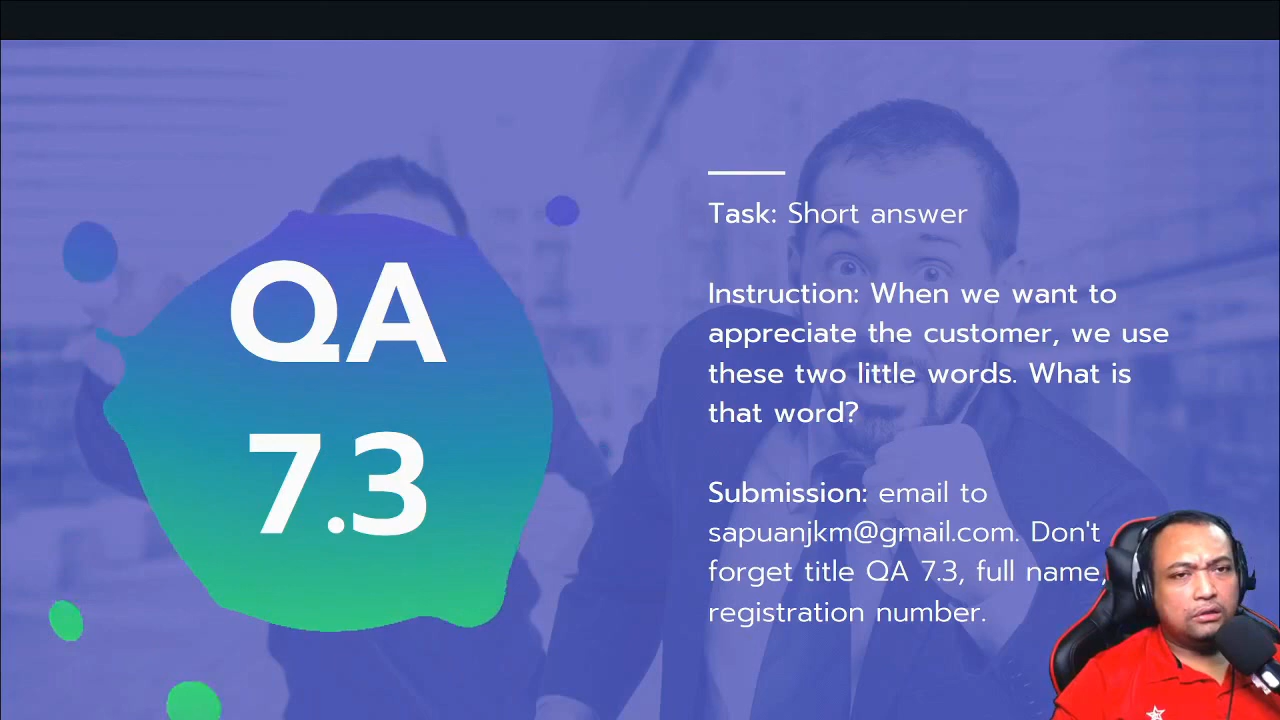 QA
7.3
Task: Short answer
Instruction: When we want to
appreciate the customer, we use
these two little words. What is
that word?
Submission: email to
sapuanjkm@gmail.com. Don't
forget title QA 7.3, full name,
registration number.